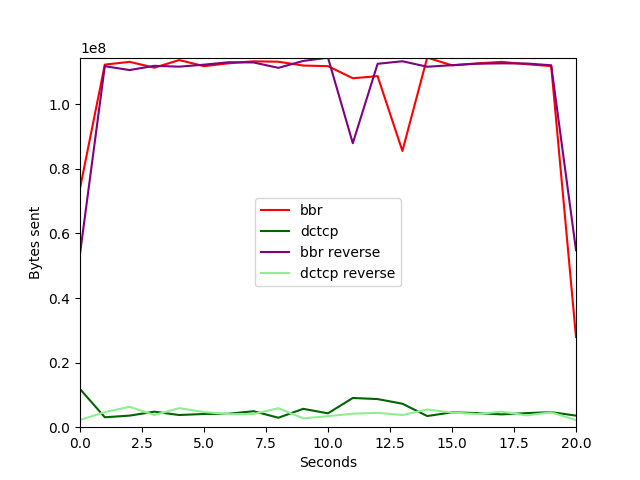 1e8
1.0
0.8
0.6
0.4
0.2
0.0
Bytes sent
bbr
dctcp
bbr reverse
dctcp reverse
0.0 2.5 5.0 7.5 10.0 12.5 15.0 17.5 20.0
Seconds